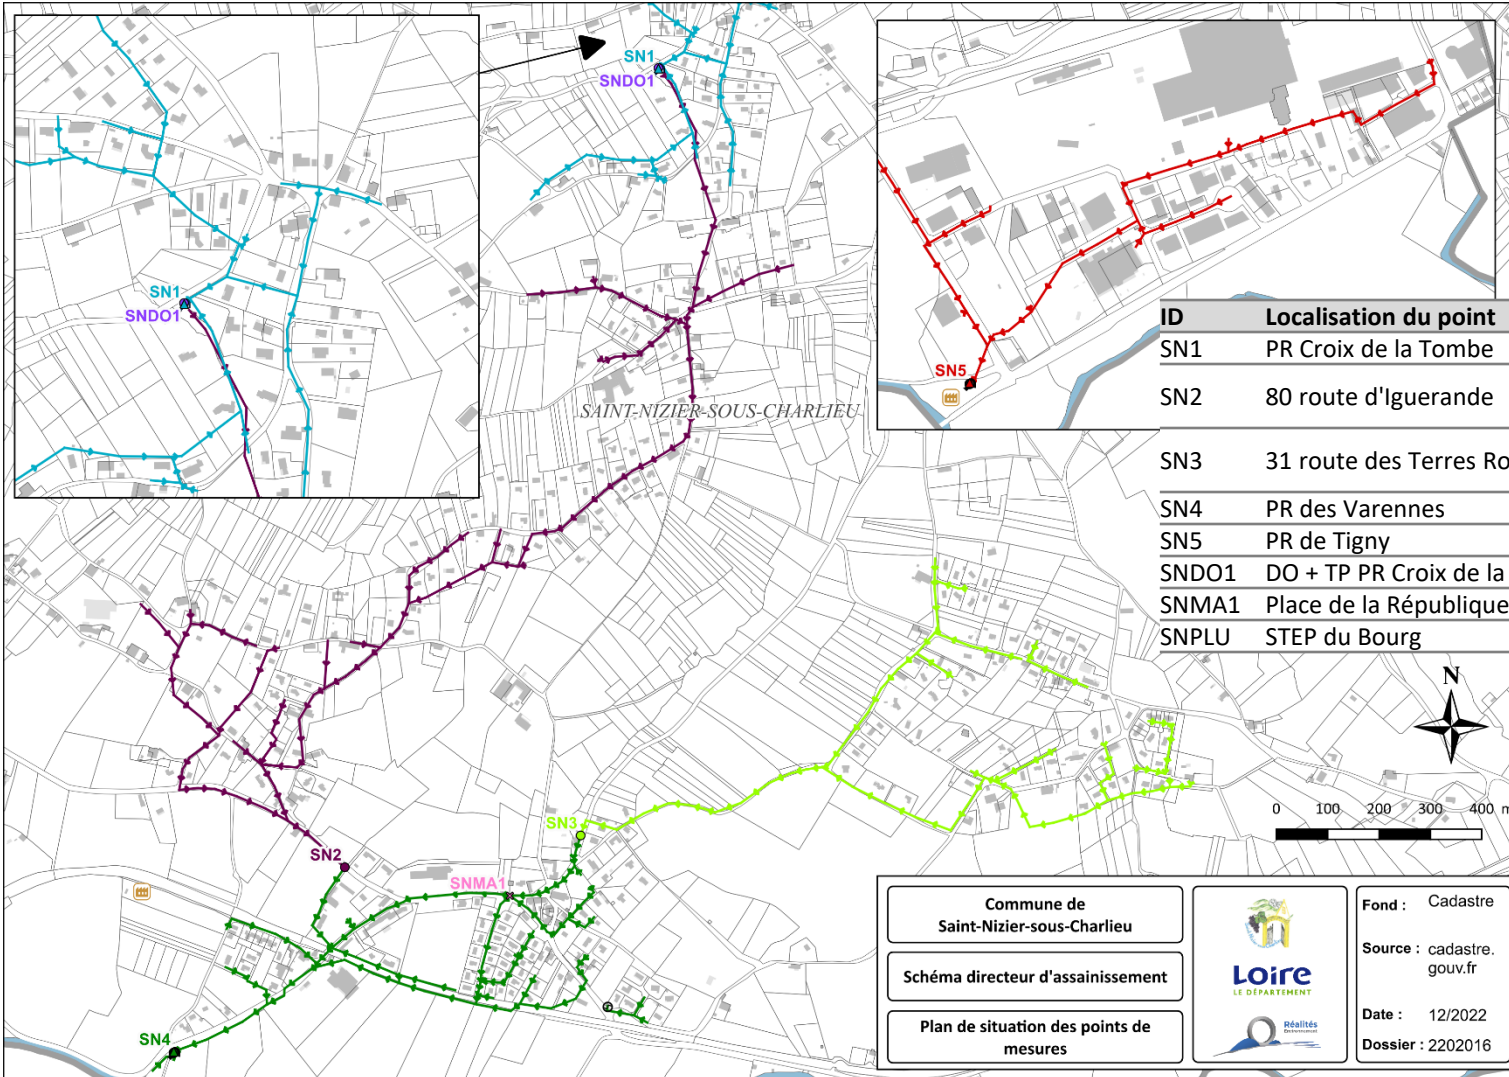 SN1
SNDO1
SN1
SNDO1
SN5
SAINT-NIZIER-SOUS-CHARLIEU
ID Localisation du point
SN1 PR Croix de la Tombe
SN2 80 route d'Iguerande
SN3 31 route des Terres Ro
SN4 PR des Varennes
SN5 PR de Tigny
SNDO1 DO + TP PR Croix de la
SNMA1 Place de la République
SNPLU STEP du Bourg
N
0 100 200 300 400 m
SN3
SN2
SNMA1
SN4
Commune de
Saint-Nizier-sous-Charlieu
Schéma directeur d'assainissement
Plan de situation des points de
mesures
Loire
LE DÉPARTEMENT
Réalités
Environnement
Fond : Cadastre
Source : cadastre.
gouv.fr
Date : 12/2022
Dossier : 2202016